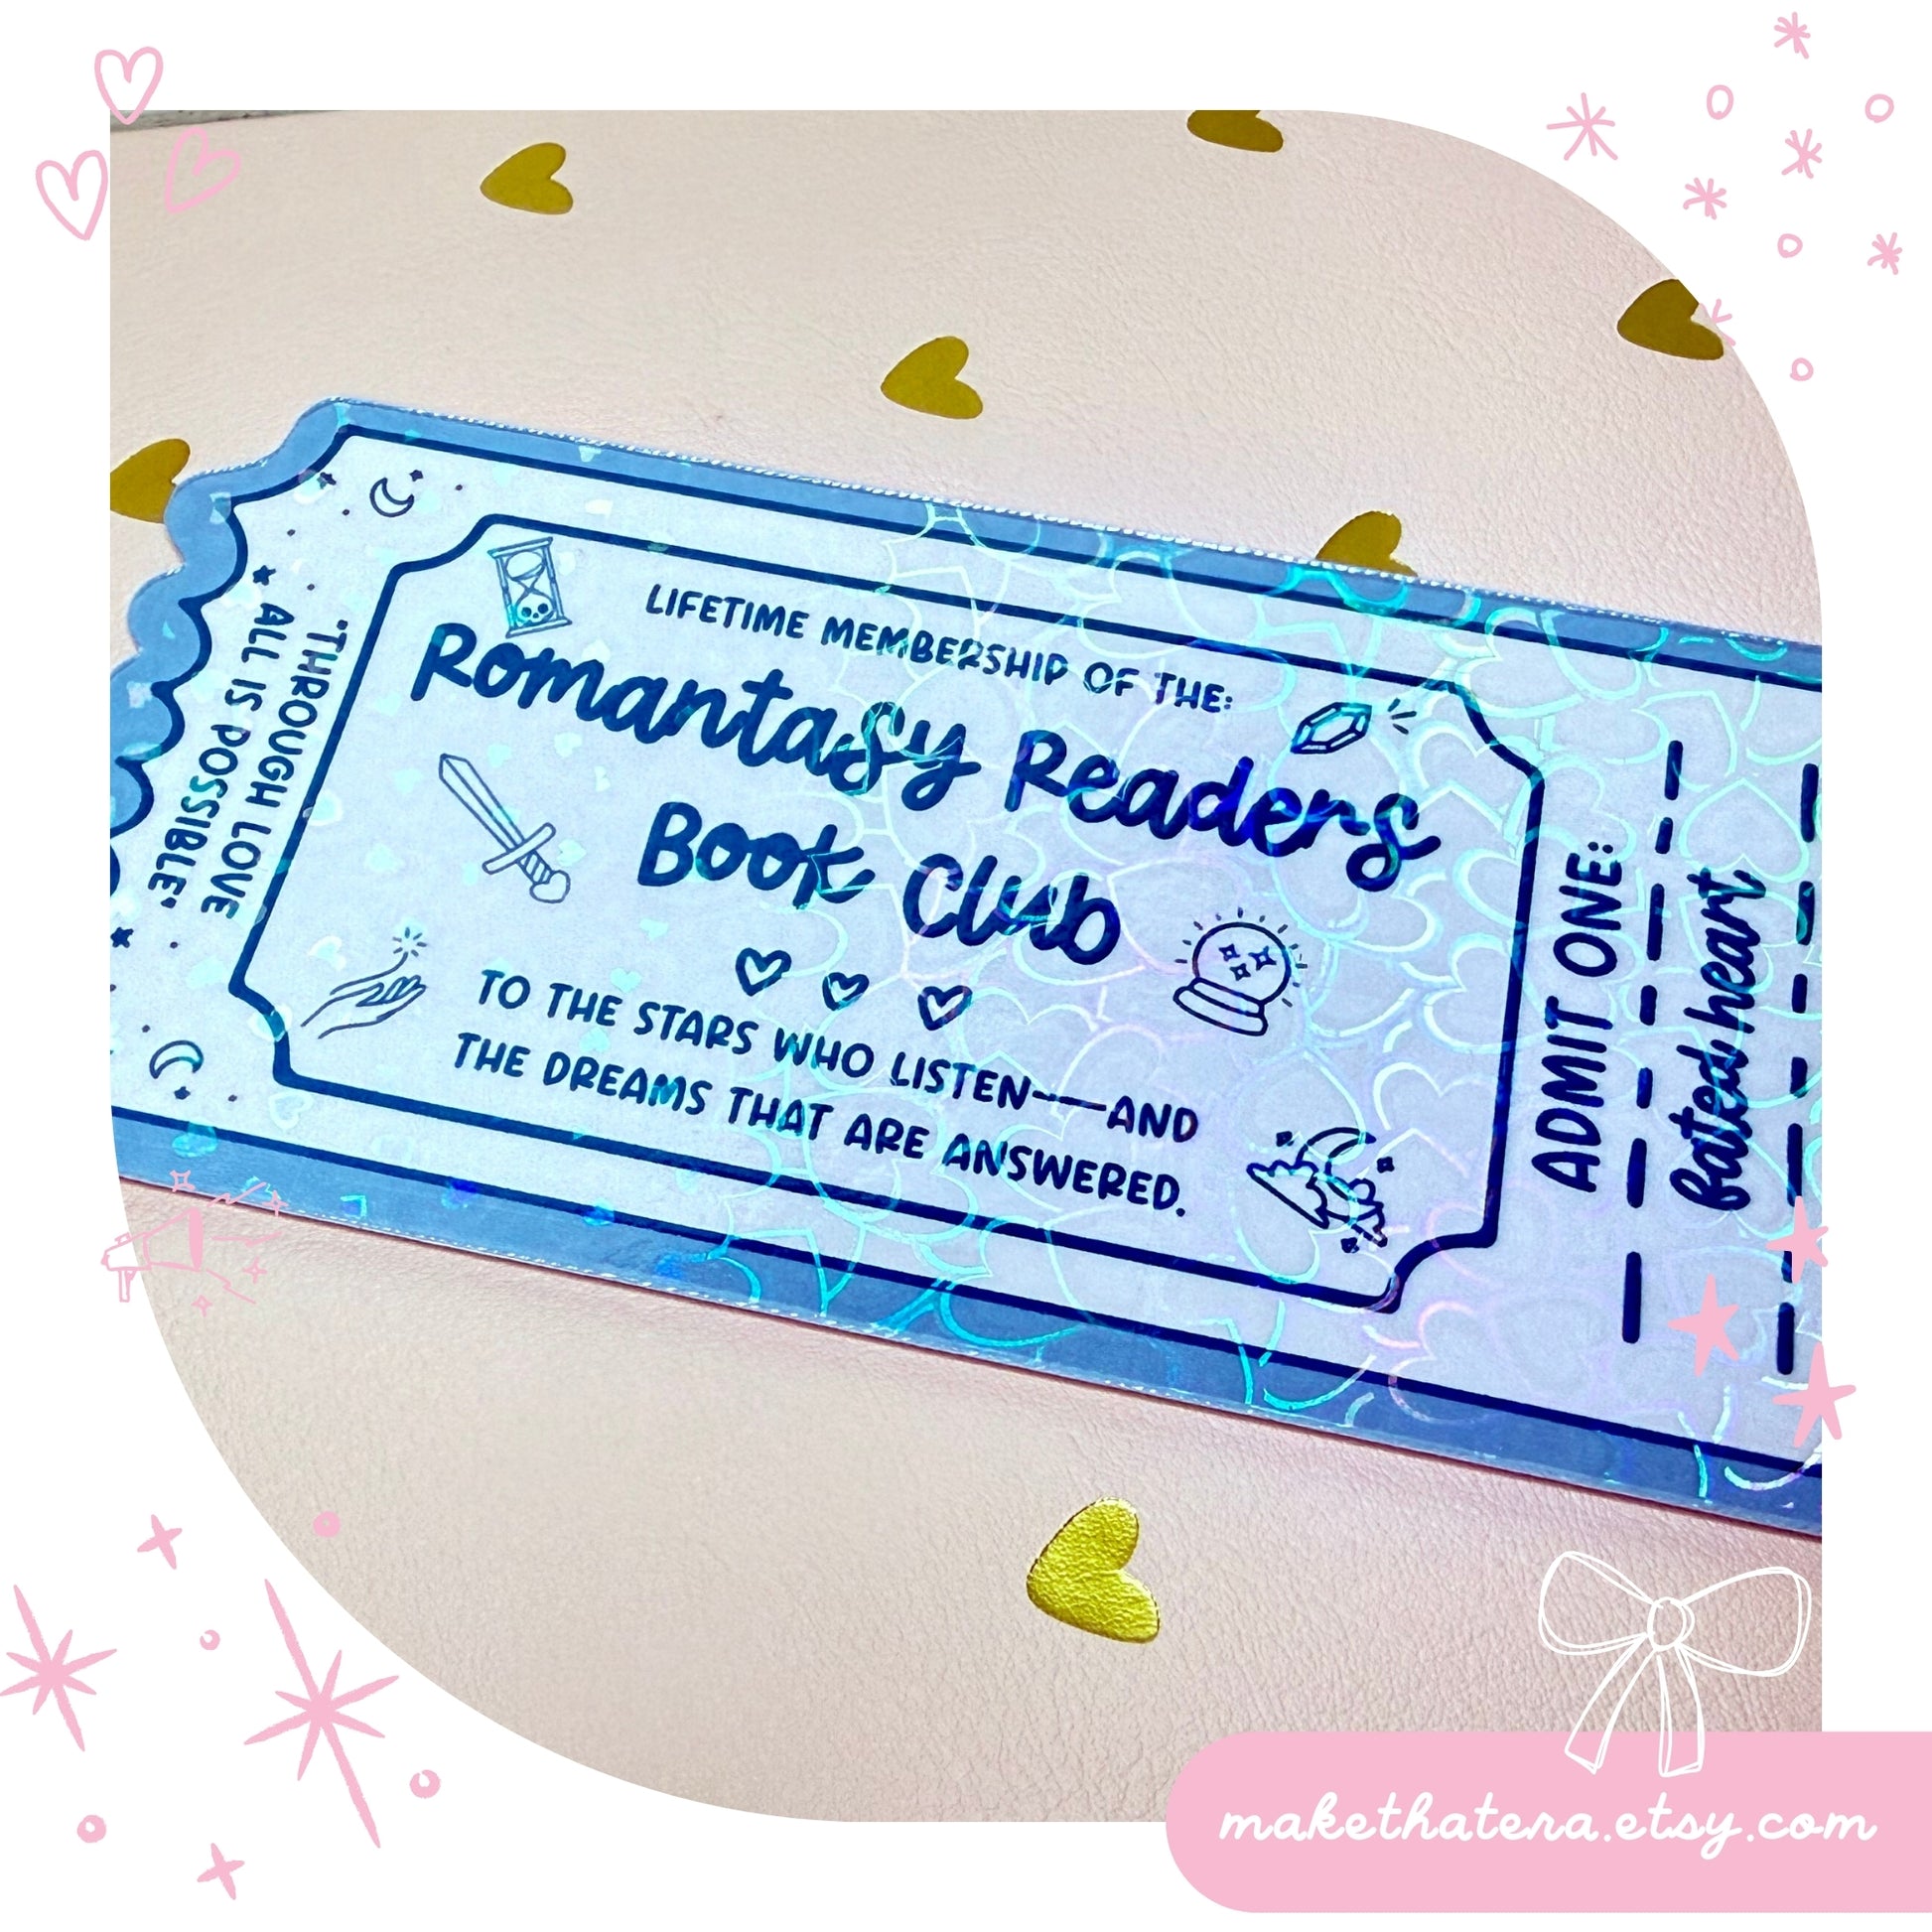 "THROUGH LOVE
ALL IS POSSIBLE"
LIFETIME MEMBERSHIP OF THE:
Romantasy Readers
Book Club
TO THE STARS WHO LISTEN—AND
THE DREAMS THAT ARE ANSWERED.
ADMIT ONE:
fated heart
makethatera.etsy.com